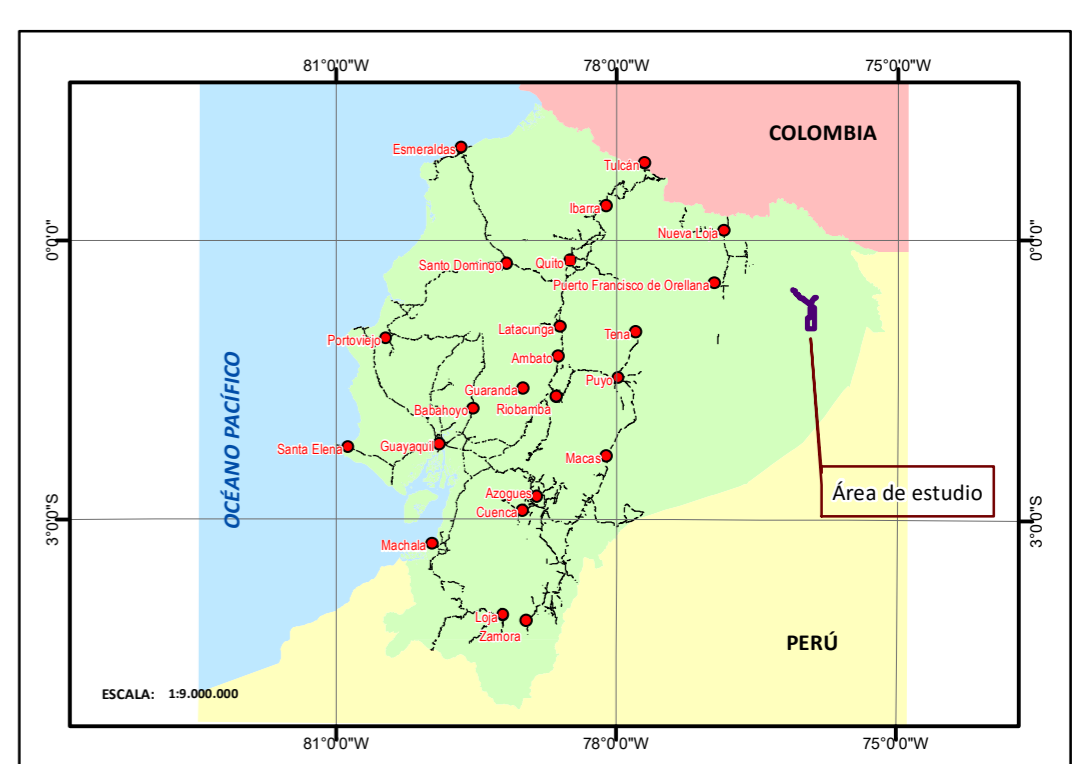 81°0'0"W
78°0'0"W
75°0'0"W
COLOMBIA
Esmeraldas
Tulcán
Ibarra
Nueva Loja
0°0'0"
0°0'0"
Santo Domingo
Quito
Puerto Francisco de Orellana
Latacunga
Tena
Portoviejo
Ambato
Puyo
Guaranda
Riobamba
Babahoyo
OCÉANO PACÍFICO
Santa Elena
Guayaquil
Macas
Área de estudio
Azogues
Cuenca
3°0'0"S
3°0'0"S
Machala
Loja
Zamora
PERÚ
ESCALA: 1:9.000.000
81°0'0"W
78°0'0"W
75°0'0"W